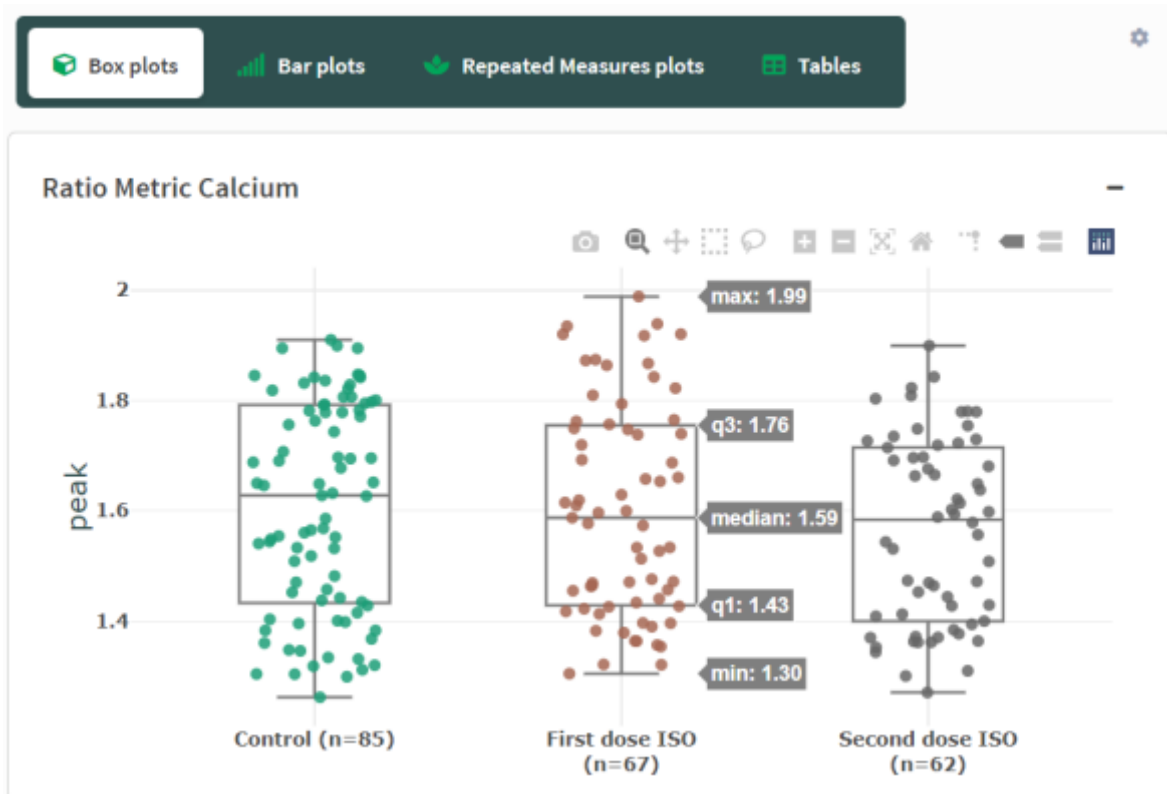 Box plots
Bar plots
Repeated Measures plots
Tables
Ratio Metric Calcium
2
1.8
1.6
1.4
peak
max: 1.99
q3: 1.76
median: 1.59
q1: 1.43
min: 1.30
Control (n=85)
First dose ISO
(n=67)
Second dose ISO
(n=62)